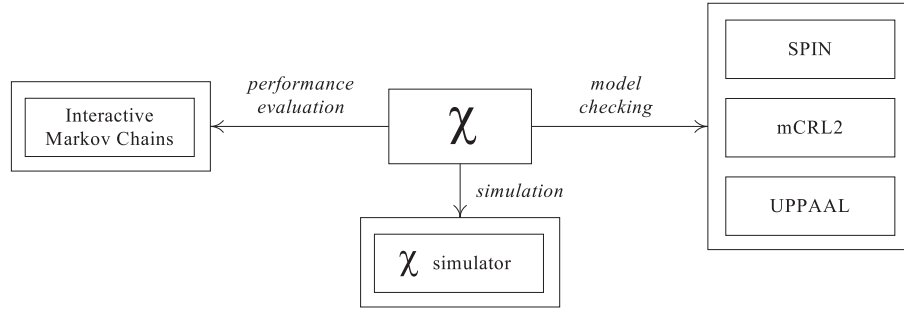 SPIN
performance
evaluation
model
checking
Interactive
Markov Chains
χ
mCRL2
simulation
UPPAAL
χ simulator